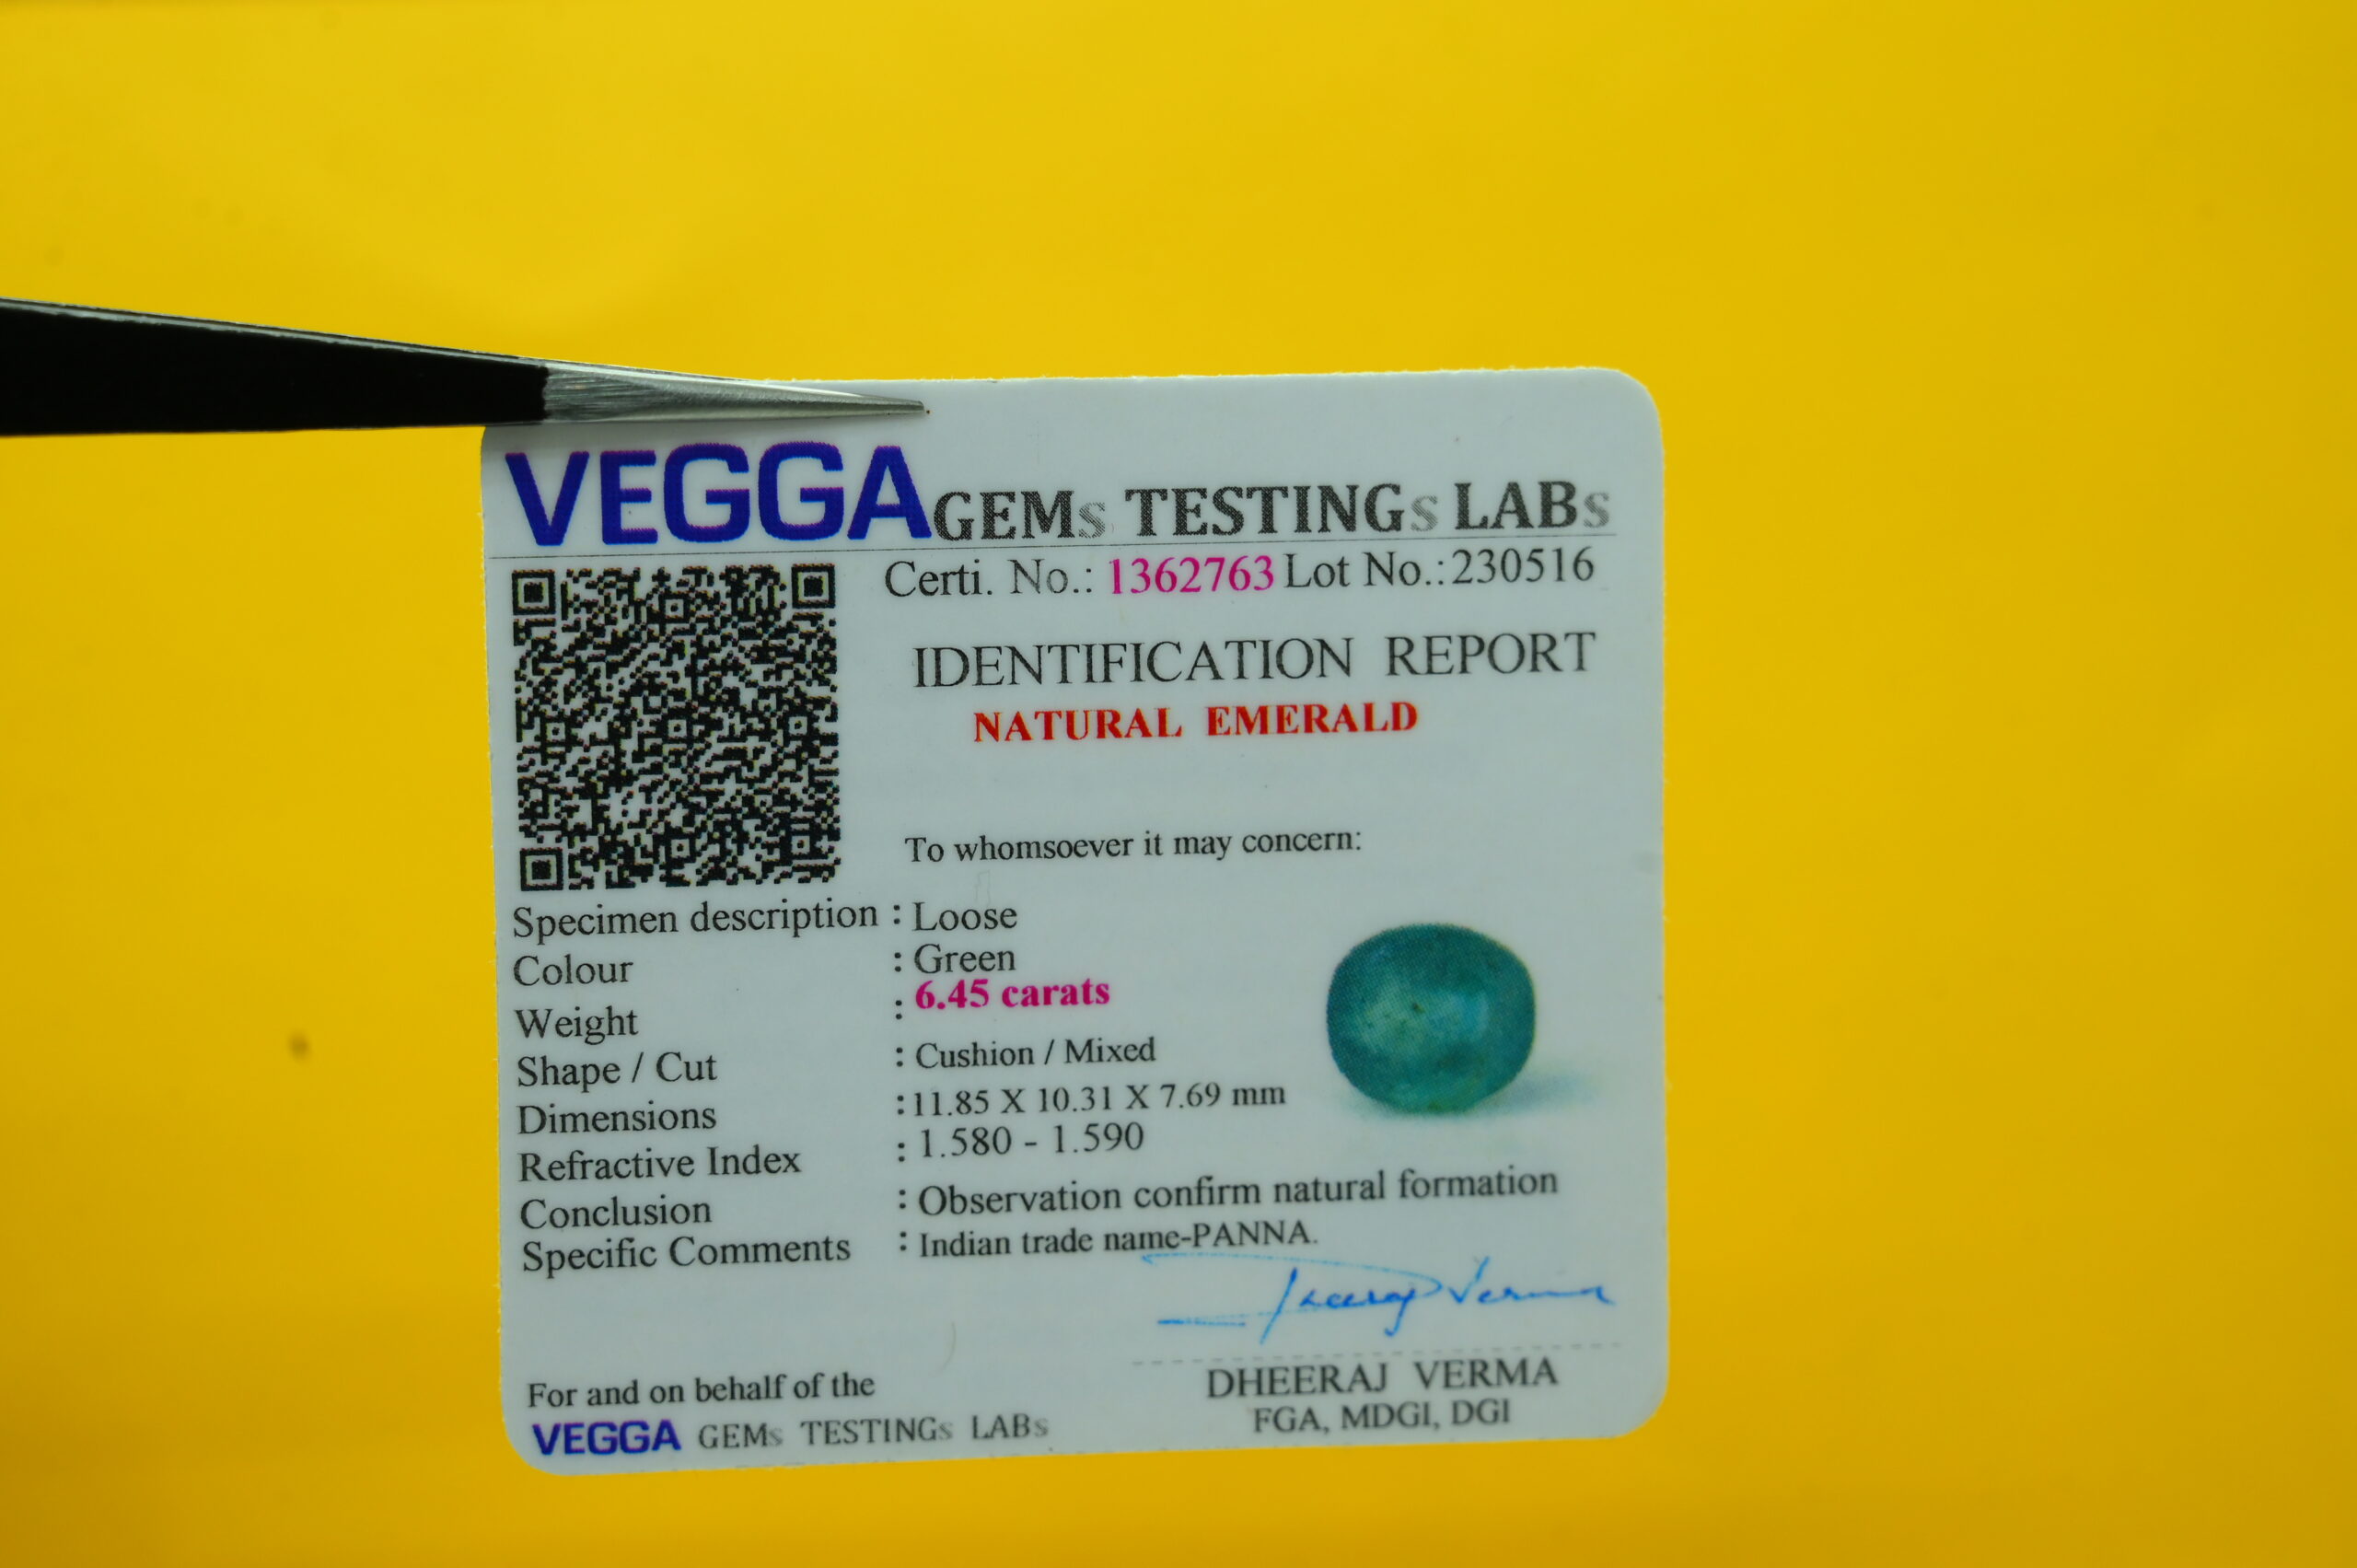 VEGGA GEMs TESTINGs LABs
Certi. No.: 1362763 Lot No.:230516
IDENTIFICATION REPORT
NATURAL EMERALD
To whomsoever it may concern:
Specimen description : Loose
Colour : Green
Weight : 6.45 carats
Shape / Cut : Cushion / Mixed
Dimensions :11.85 X 10.31 X 7.69 mm
Refractive Index : 1.580 - 1.590
Conclusion : Observation confirm natural formation
Specific Comments : Indian trade name-PANNA.
Dheeraj Verma
DHEERAJ VERMA
FGA, MDGI, DGI
For and on behalf of the
VEGGA GEMs TESTINGs LABs